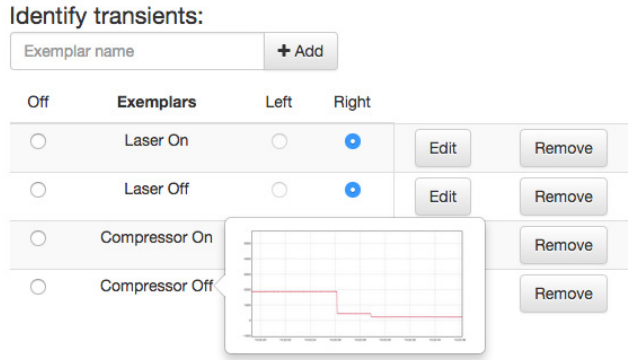 Identify transients:
Exemplar name + Add
Off Exemplars Left Right
Laser On Edit Remove
Laser Off Edit Remove
Compressor On Remove
Compressor Off Remove